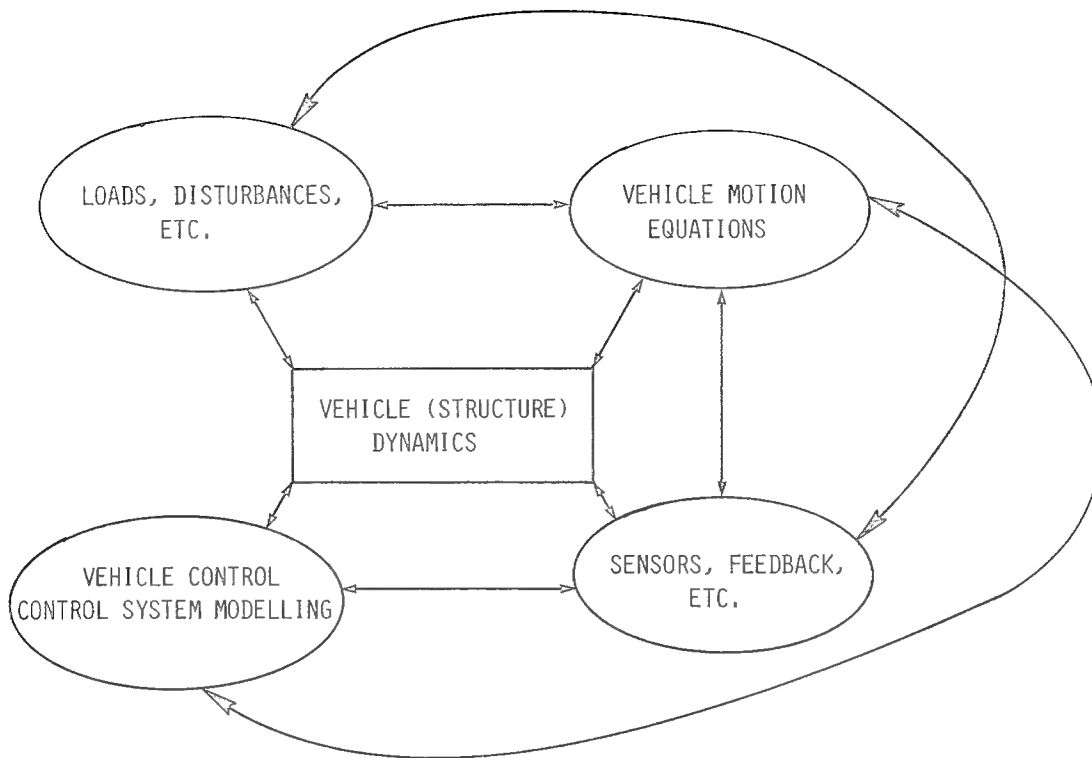 LOADS, DISTURBANCES,
ETC.
VEHICLE MOTION
EQUATIONS
VEHICLE (STRUCTURE)
DYNAMICS
VEHICLE CONTROL
CONTROL SYSTEM MODELLING
SENSORS, FEEDBACK,
ETC.